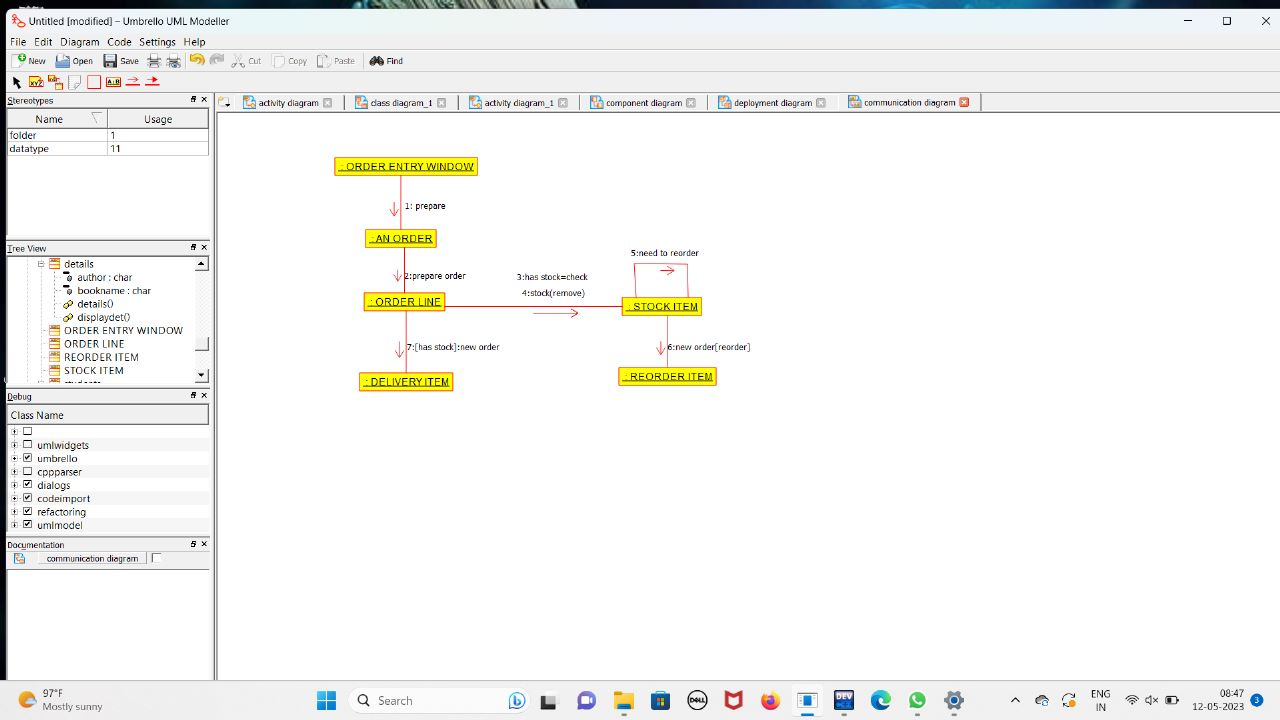 Untitled [modified] – Umbrello UML Modeller
File Edit Diagram Code Settings Help
New Open Save Cut Copy Paste Find
XYZ A↓B
Stereotypes
Name Usage
folder 1
datatype 11
Tree View
details
author : char
bookname : char
details()
displaydet()
ORDER ENTRY WINDOW
ORDER LINE
REORDER ITEM
STOCK ITEM
Debug
Class Name
umlwidgets
umbrello
cppparser
dialogs
codeimport
refactoring
umlmodel
Documentation
communication diagram
activity diagram class diagram_1 activity diagram_1 component diagram deployment diagram communication diagram
: ORDER ENTRY WINDOW
1: prepare
: AN ORDER
2:prepare order
: ORDER LINE
3:has stock=check
4:stock(remove)
5:need to reorder
: STOCK ITEM
7:[has stock]:new order
6:new order[reorder]
: DELIVERY ITEM
: REORDER ITEM
97°F
Mostly sunny
Search
DELL
DEV
ENG
IN
08:47
12-05-2023
3